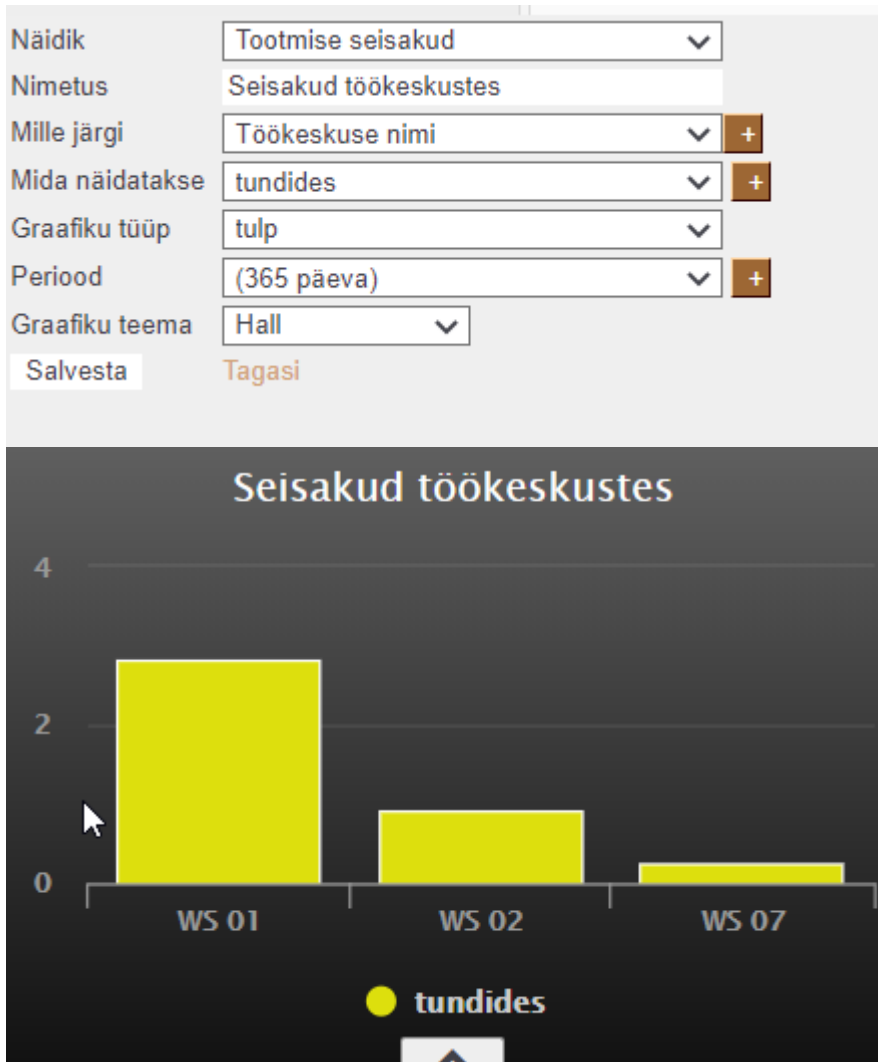 Näidik Tootmise seisakud
Nimetus Seisakud töökeskustes
Mille järgi Töökeskuse nimi +
Mida näidatakse tundides +
Graafiku tüüp tulp
Periood (365 päeva) +
Graafiku teema Hall
Salvesta Tagasi
Seisakud töökeskustes
4
2
0
WS 01 WS 02 WS 07
tundides